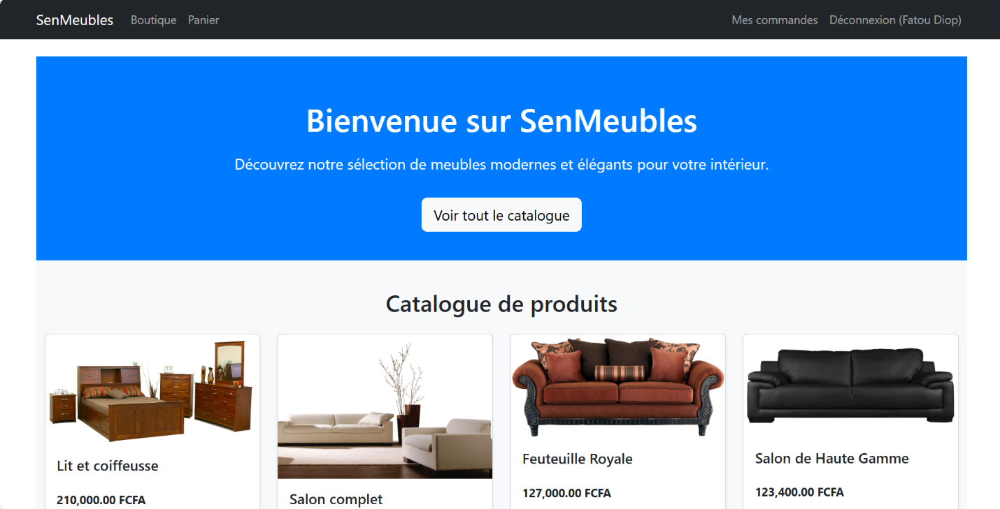 SenMeubles Boutique Panier Mes commandes Déconnexion (Fatou Diop)
Bienvenue sur SenMeubles
Découvrez notre sélection de meubles modernes et élégants pour votre intérieur.
Voir tout le catalogue
Catalogue de produits
Lit et coiffeusse
210,000.00 FCFA
Salon complet
Feuteuille Royale
127,000.00 FCFA
Salon de Haute Gamme
123,400.00 FCFA